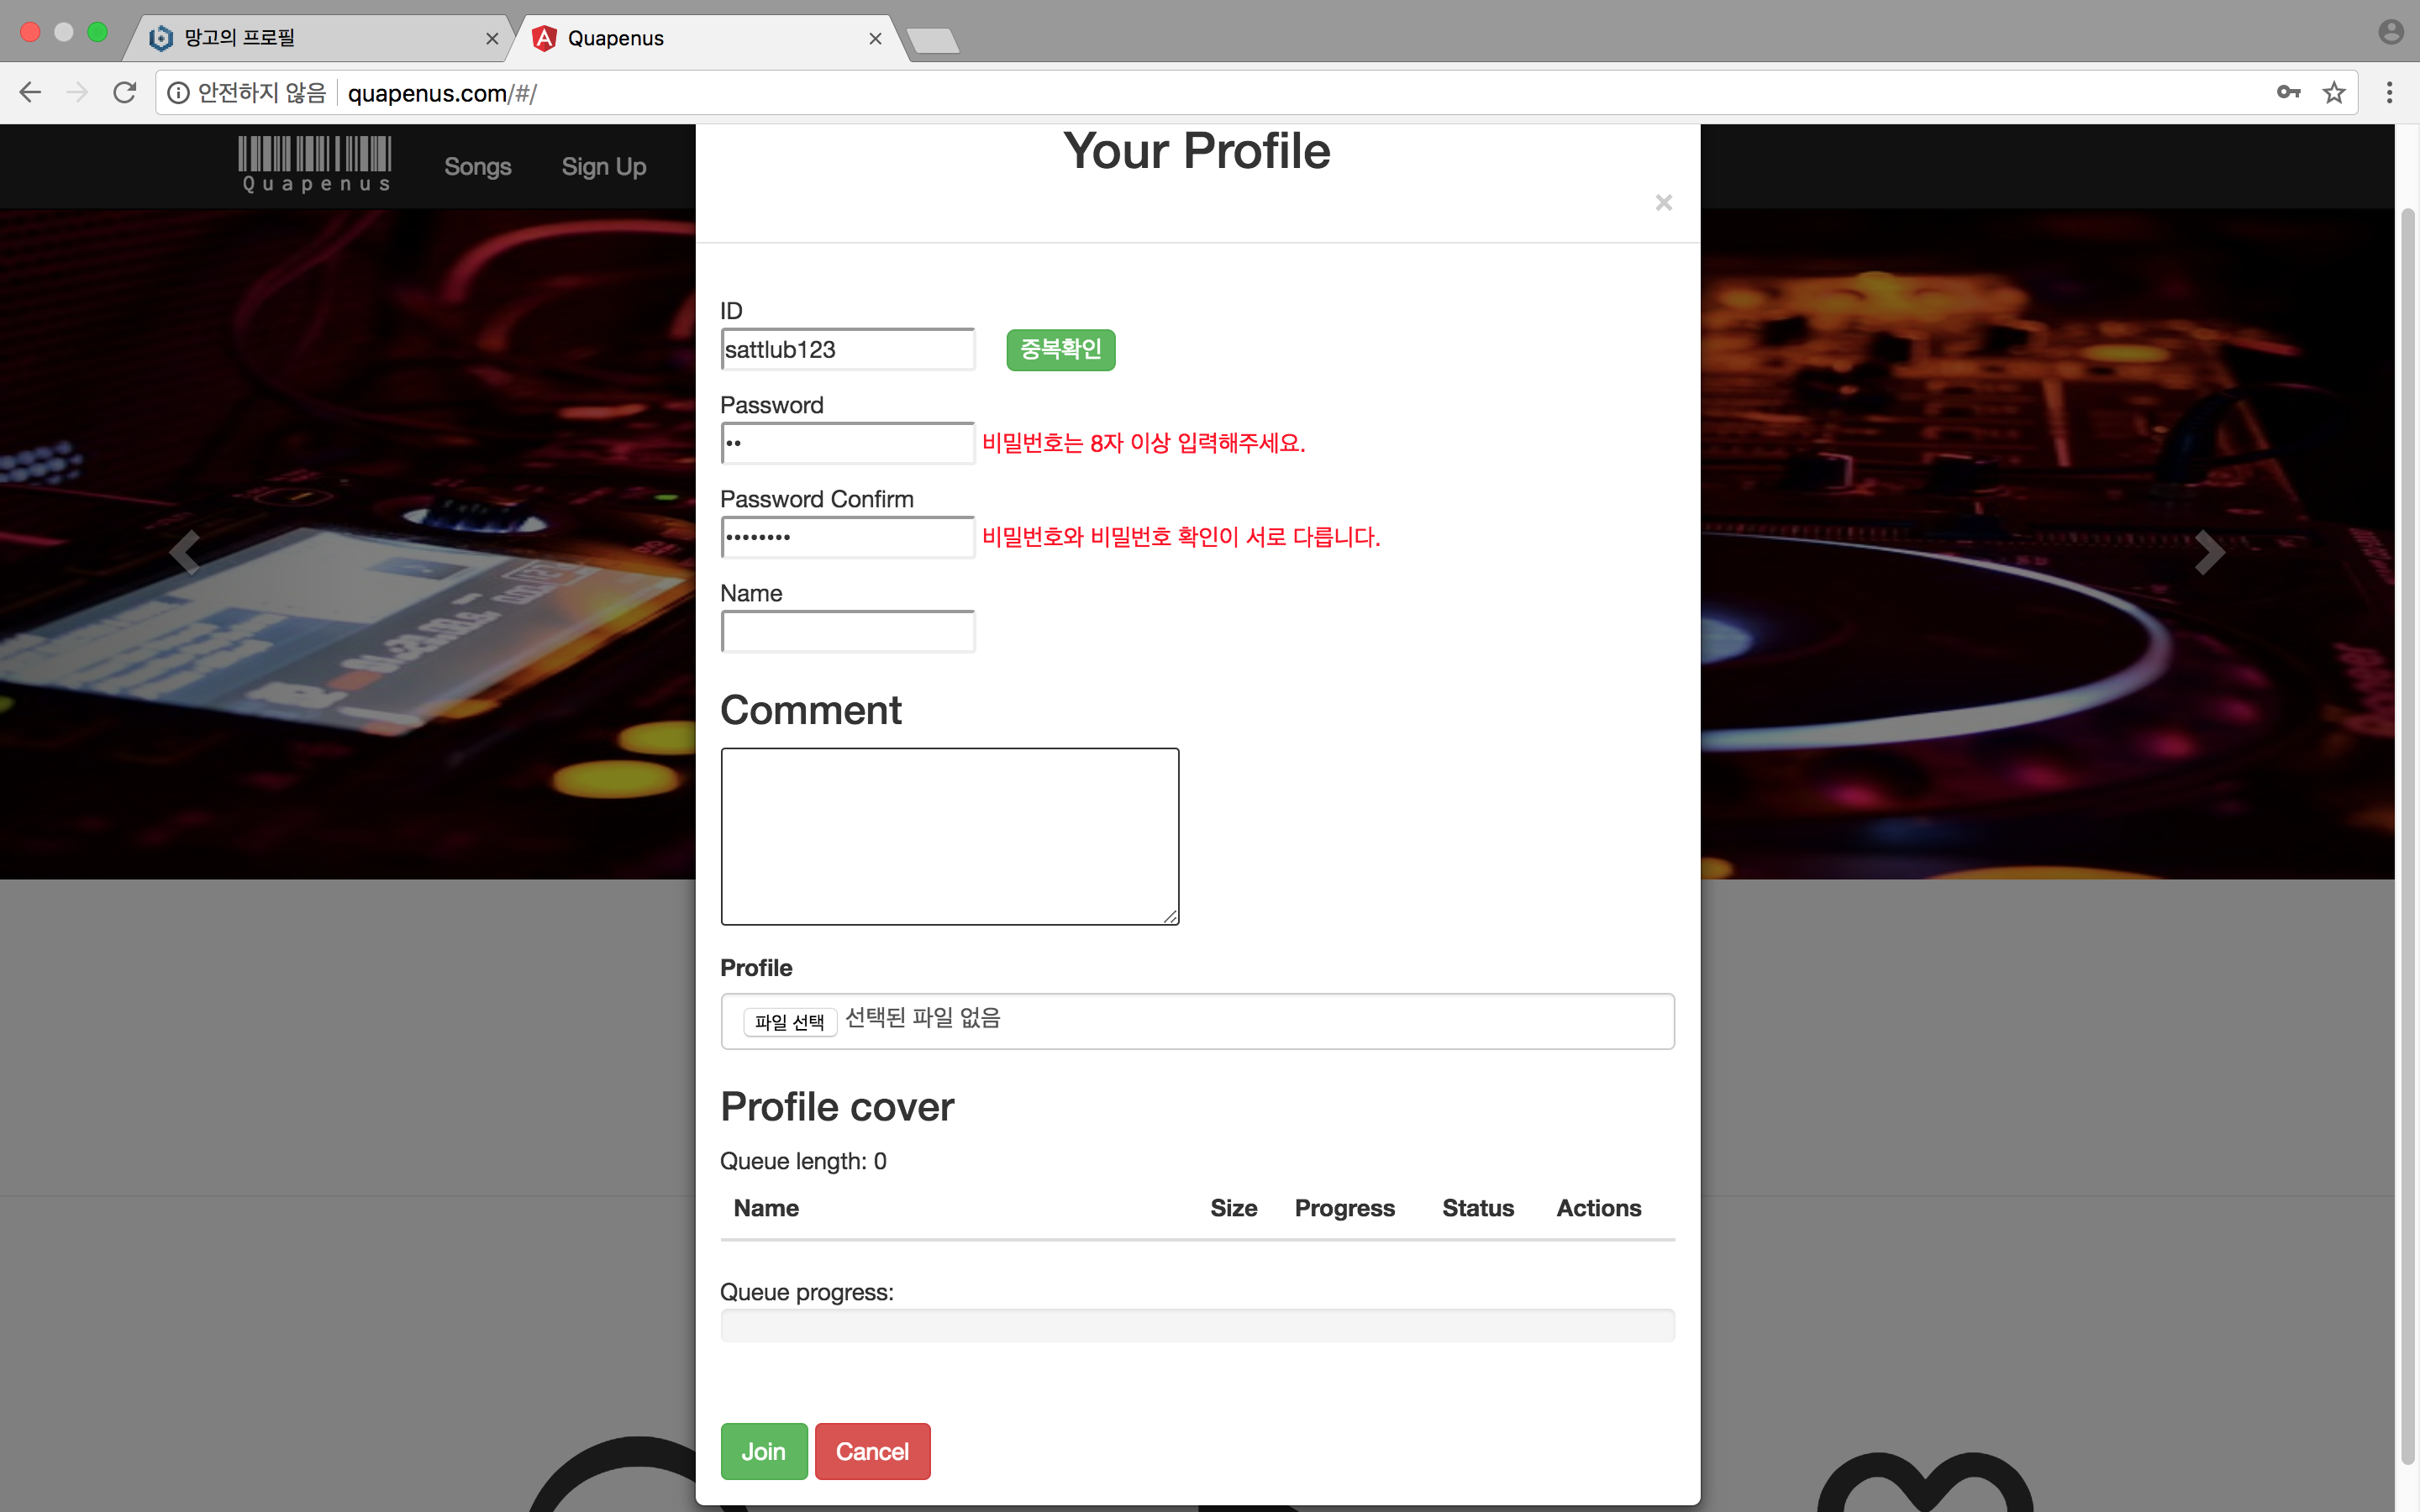 망고의 프로필
Quapenus
안전하지 않음 quapenus.com/#/
Quapenus
Songs
Sign Up
Your Profile
×
ID
sattlub123
중복확인
Password
비밀번호는 8자 이상 입력해주세요.
Password Confirm
비밀번호와 비밀번호 확인이 서로 다릅니다.
Name
Comment
Profile
파일 선택 선택된 파일 없음
Profile cover
Queue length: 0
Name Size Progress Status Actions
Queue progress:
Join Cancel